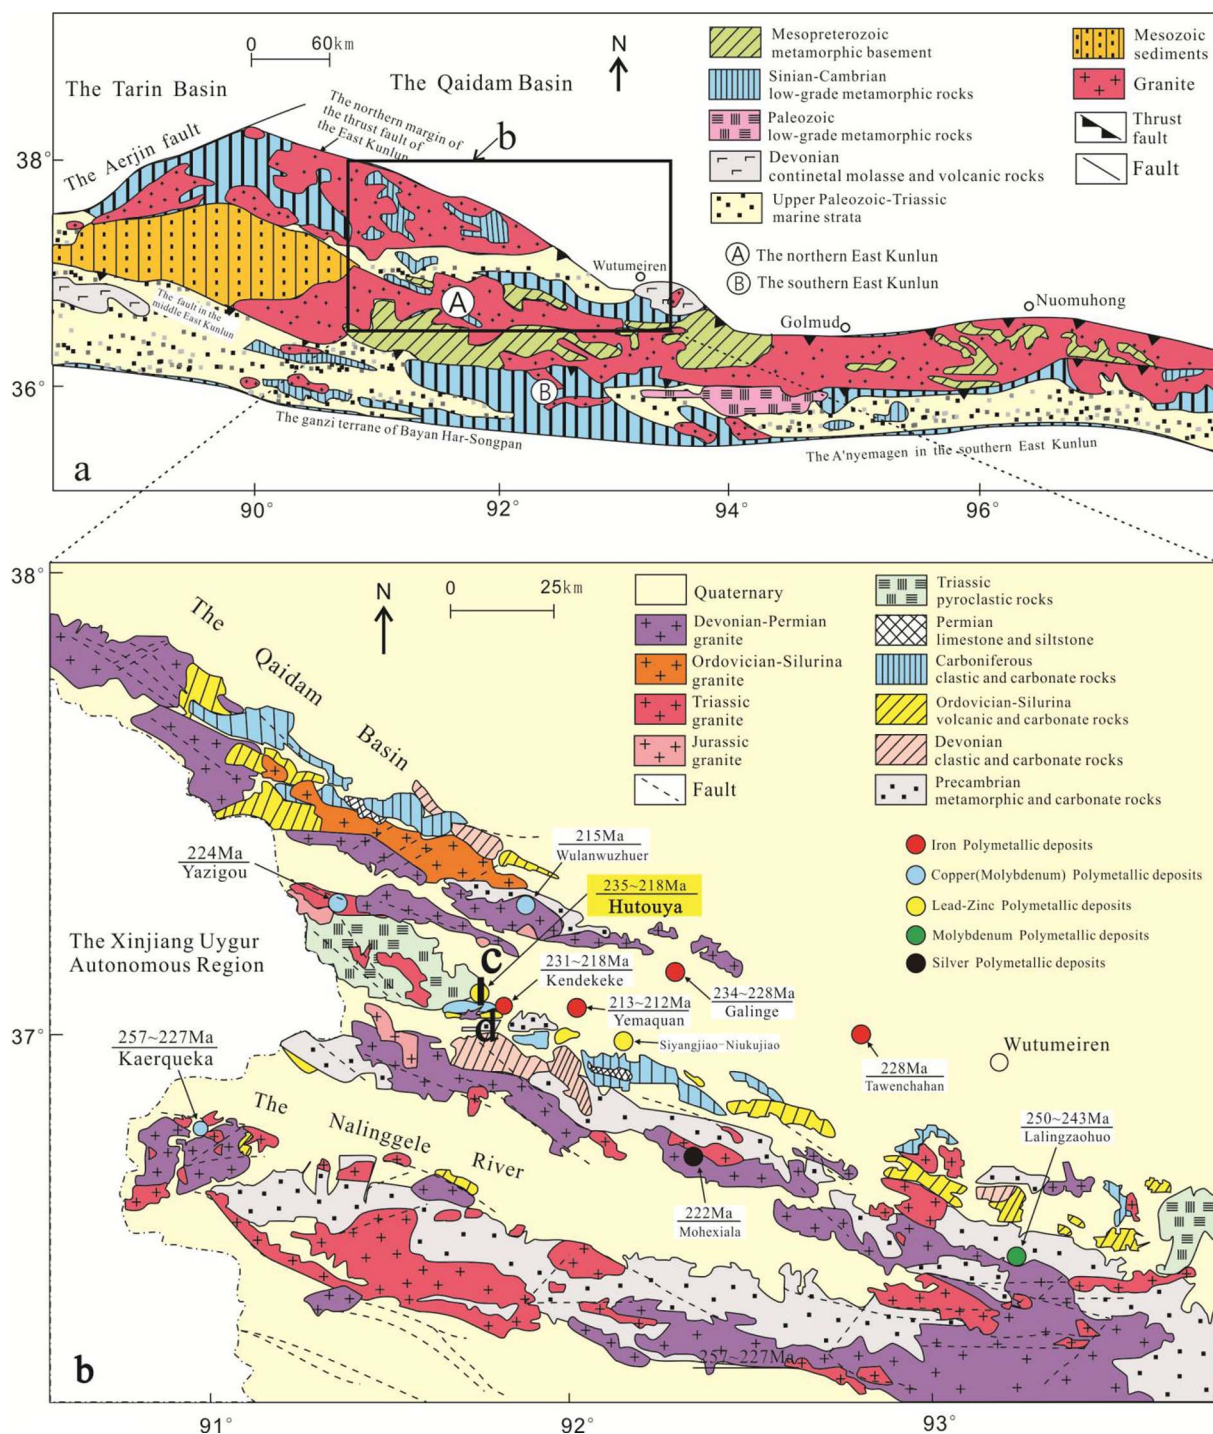 0 60km
N
The Tarin Basin
The Qaidam Basin
The Aerjin fault
The northern margin of
the thrust fault of
the East Kunlun
b
Mesopreterozoic
metamorphic basement
Sinian-Cambrian
low-grade metamorphic rocks
Paleozoic
low-grade metamorphic rocks
Devonian
continetal molasse and volcanic rocks
Upper Paleozoic-Triassic
marine strata
A The northern East Kunlun
B The southern East Kunlun
Mesozoic
sediments
Granite
Thrust
fault
Fault
38°
36°
Wutumeiren
Golmud
Nuomuhong
A
B
The fault in the
middle East Kunlun
The ganzi terrane of Bayan Har-Songpan
The A'nyemagen in the southern East Kunlun
a
90° 92° 94° 96°
38°
N
0 25km
The
Qaidam
Basin
Quaternary
Devonian-Permian
granite
Ordovician-Silurina
granite
Triassic
granite
Jurassic
granite
Fault
Triassic
pyroclastic rocks
Permian
limestone and siltstone
Carboniferous
clastic and carbonate rocks
Ordovician-Silurina
volcanic and carbonate rocks
Devonian
clastic and carbonate rocks
Precambrian
metamorphic and carbonate rocks
Iron Polymetallic deposits
Copper(Molybdenum) Polymetallic deposits
Lead-Zinc Polymetallic deposits
Molybdenum Polymetallic deposits
Silver Polymetallic deposits
224Ma
Yazigou
215Ma
Wulanwuzhuer
235~218Ma
Hutouya
The Xinjiang Uygur
Autonomous Region
c
d
231~218Ma
Kendekeke
213~212Ma
Yemaquan
234~228Ma
Galinge
Siyangjiao-Niukujiao
37°
228Ma
Tawenchahan
Wutumeiren
257~227Ma
Kaerqueka
The
Nalinggele
River
250~243Ma
Lalingzaohuo
222Ma
Mohexiala
257~227Ma
b
91° 92° 93°